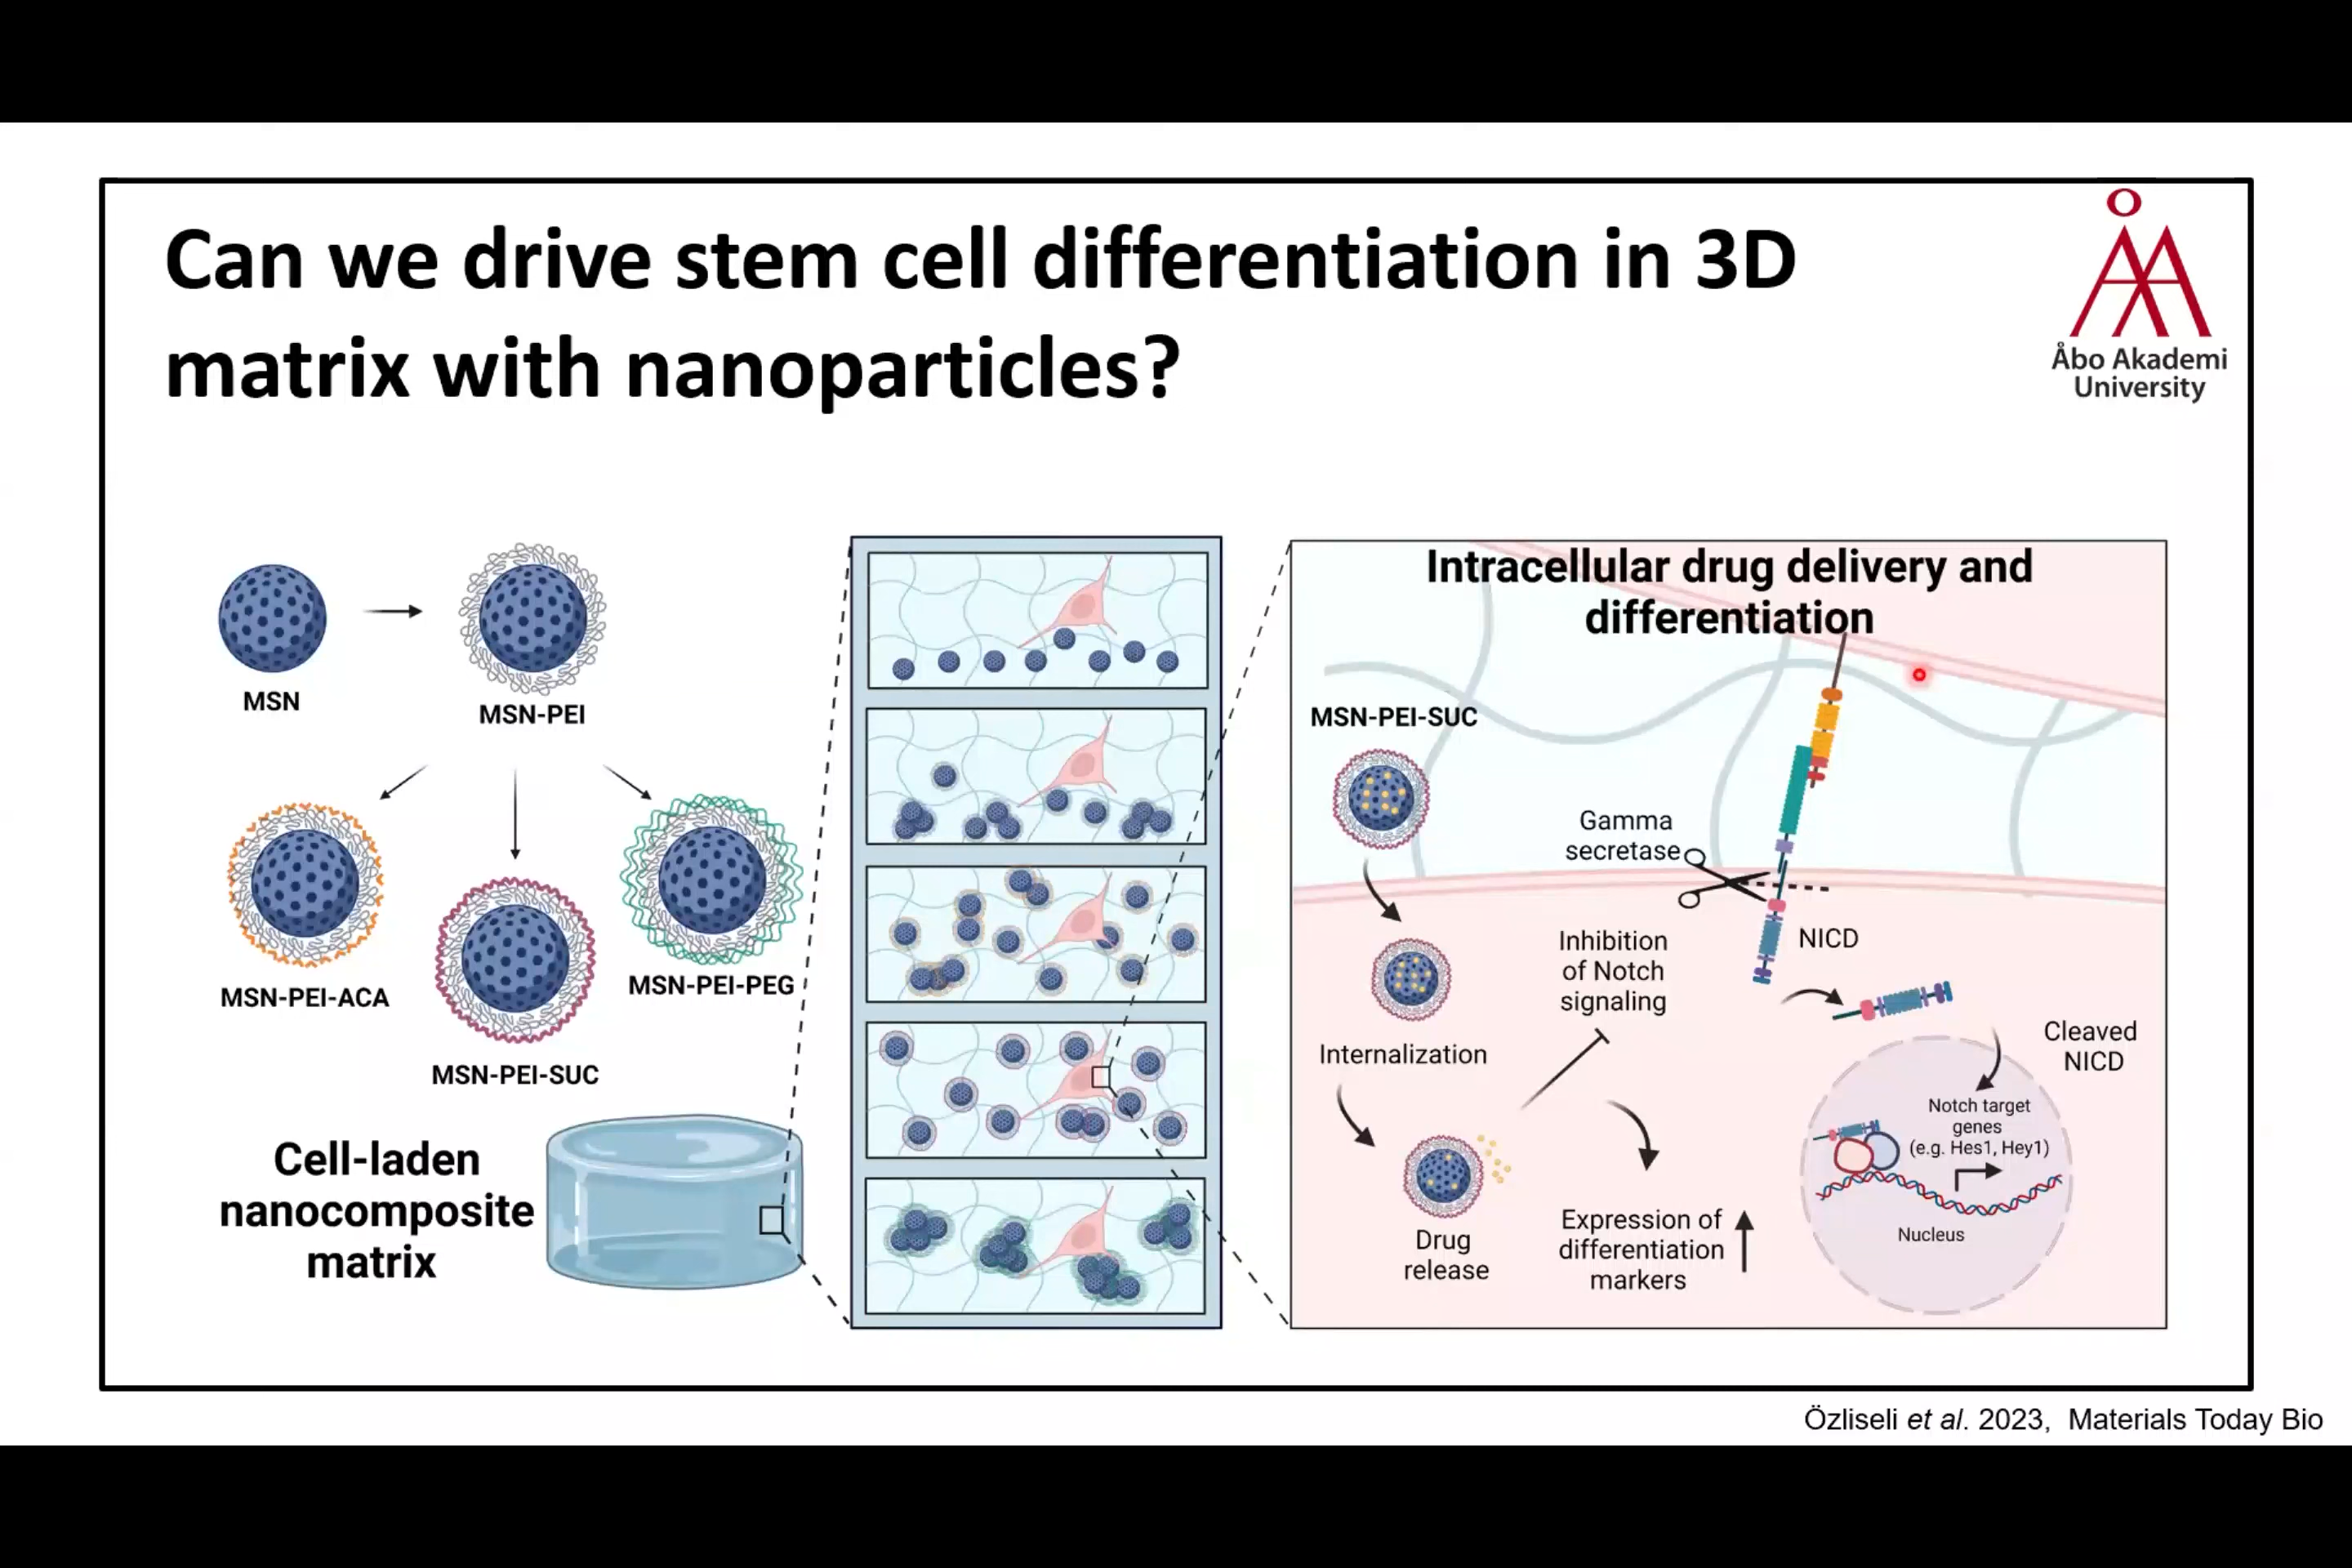 Can we drive stem cell differentiation in 3D
matrix with nanoparticles?
Åbo Akademi
University
MSN
MSN-PEI
MSN-PEI-ACA
MSN-PEI-SUC
MSN-PEI-PEG
Cell-laden
nanocomposite
matrix
Intracellular drug delivery and
differentiation
MSN-PEI-SUC
Gamma
secretase
Internalization
Inhibition
of Notch
signaling
NICD
Cleaved
NICD
Drug
release
Expression of
differentiation
markers
Notch target
genes
(e.g. Hes1, Hey1)
Nucleus
Özliseli et al. 2023, Materials Today Bio